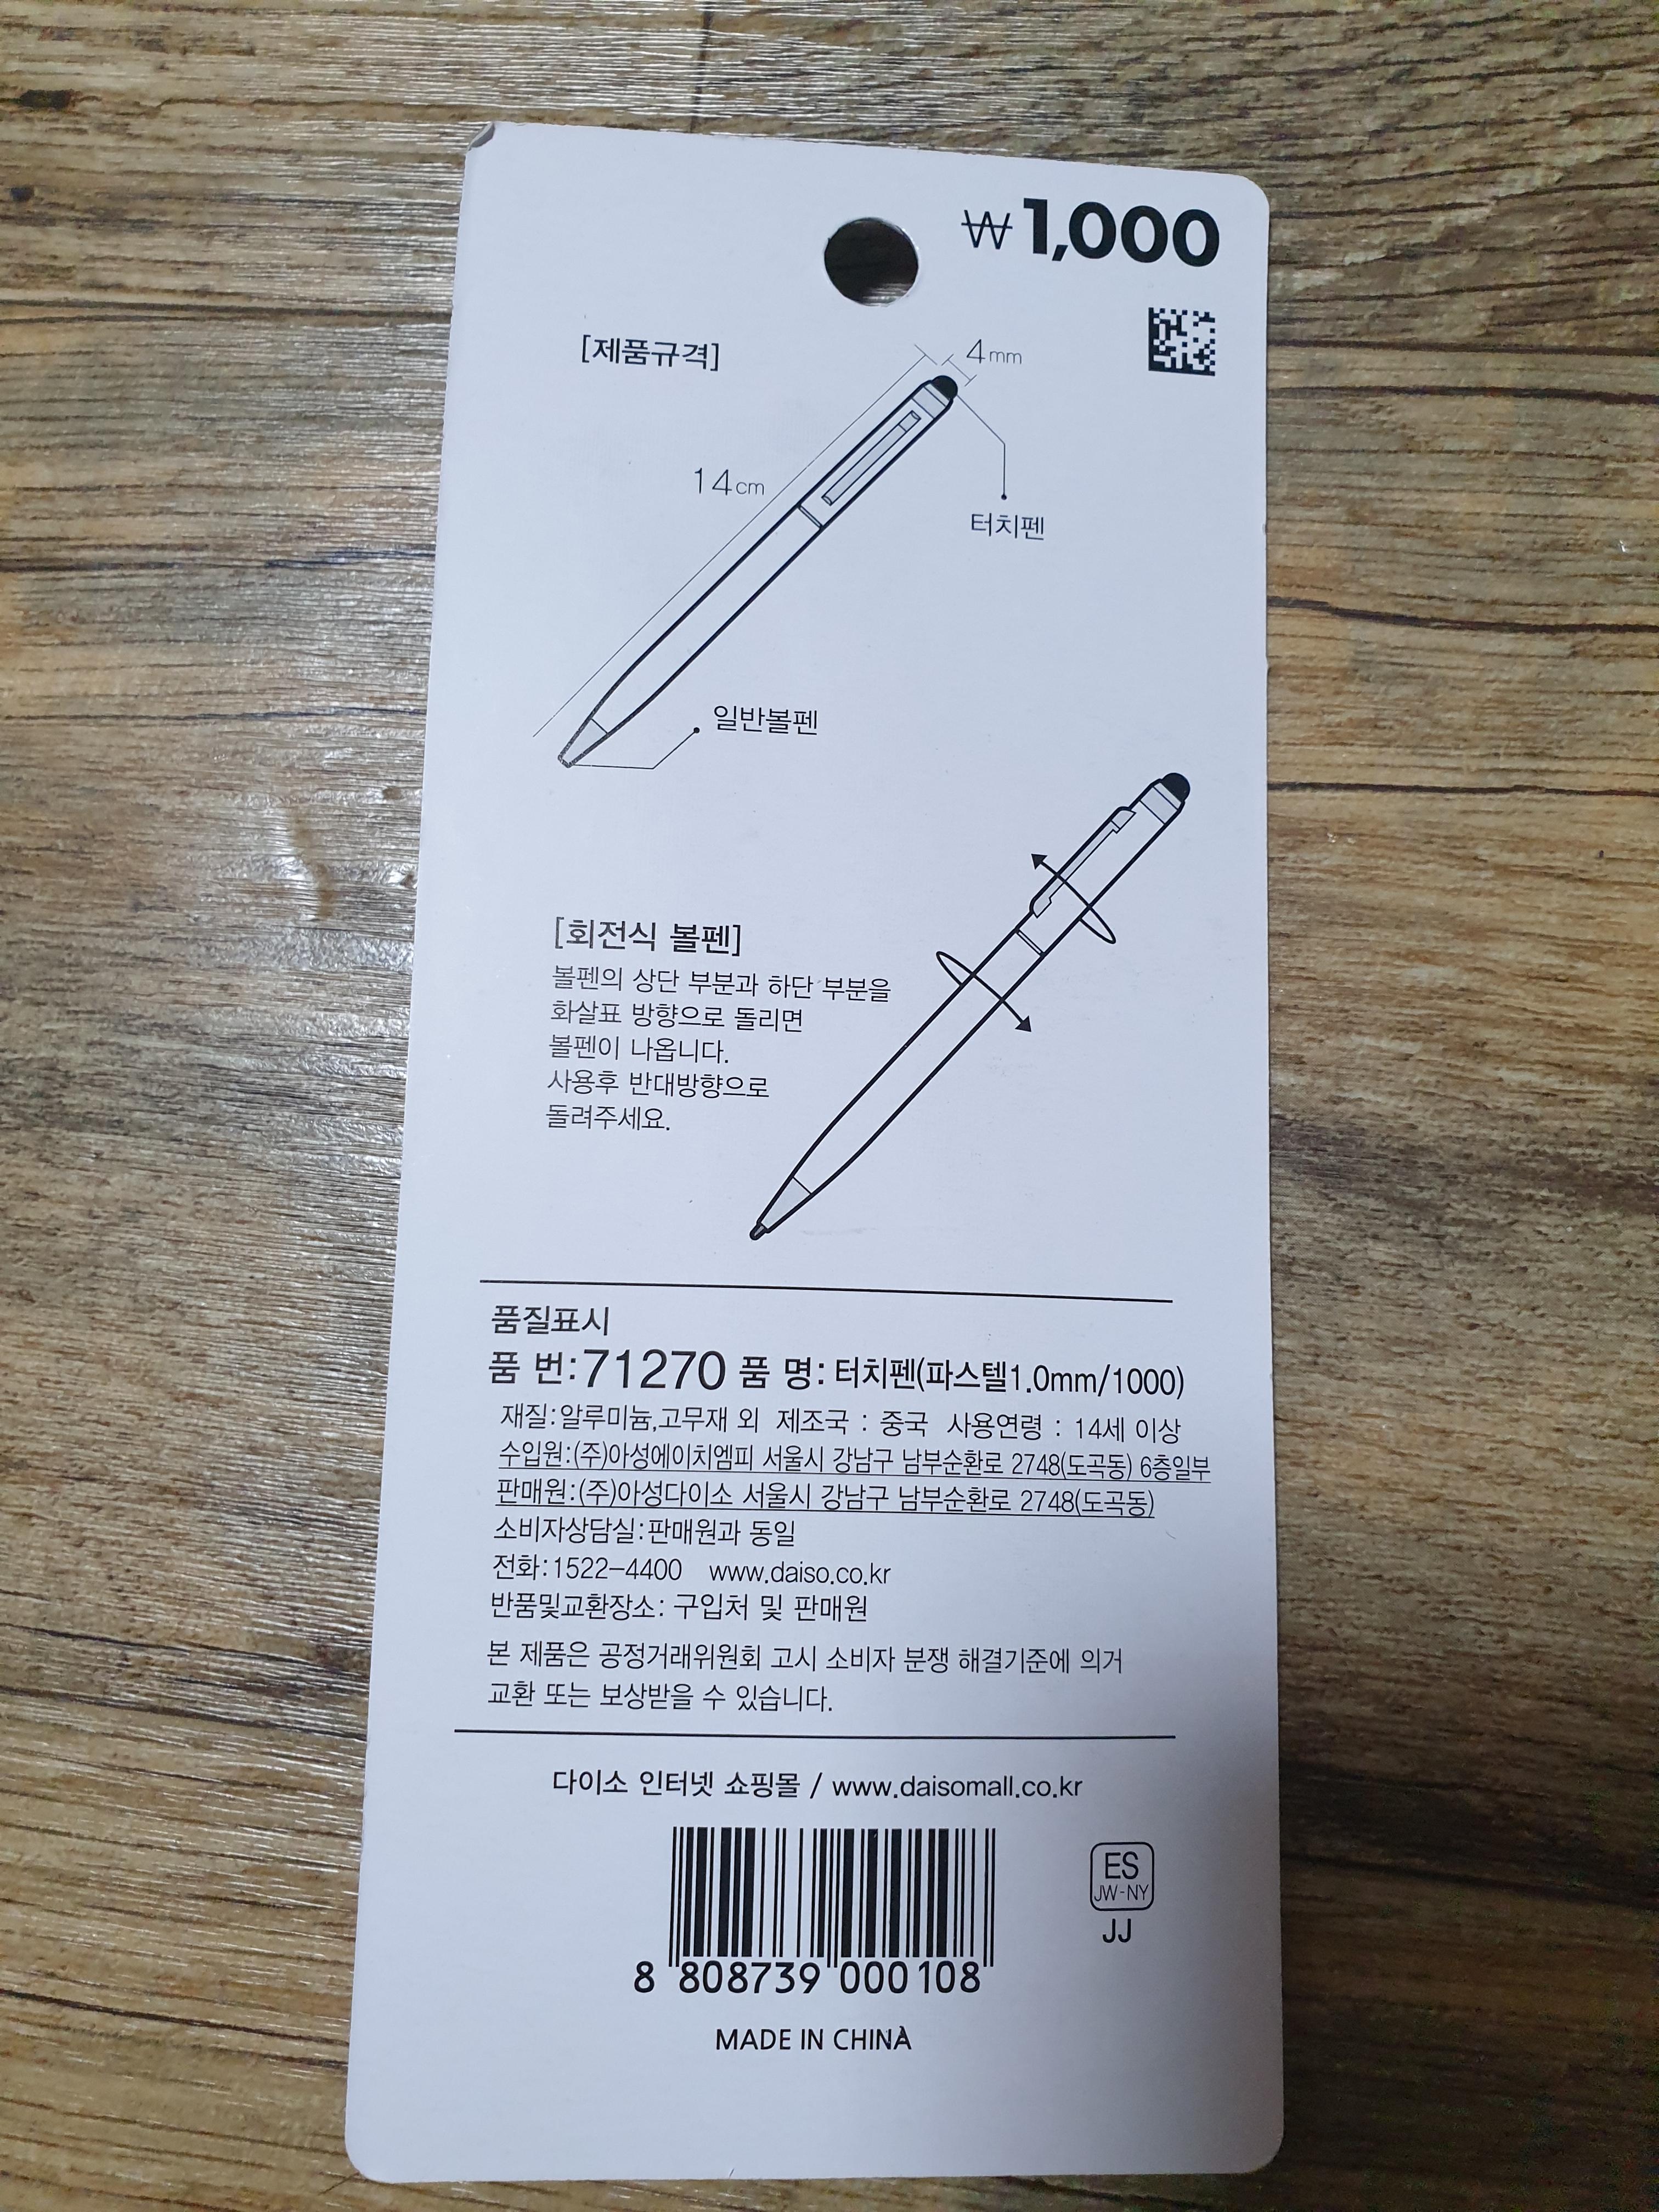 ₩1,000
[제품규격]
4mm
14cm
터치펜
일반볼펜
[회전식 볼펜]
볼펜의 상단 부분과 하단 부분을
화살표 방향으로 돌리면
볼펜이 나옵니다.
사용후 반대방향으로
돌려주세요.
품질표시
품 번:71270 품 명: 터치펜(파스텔1.0mm/1000)
재질:알루미늄,고무재 외 제조국 : 중국 사용연령 : 14세 이상
수입원:(주)아성에이치엠피 서울시 강남구 남부순환로 2748(도곡동) 6층일부
판매원:(주)아성다이소 서울시 강남구 남부순환로 2748(도곡동)
소비자상담실:판매원과 동일
전화:1522-4400 www.daiso.co.kr
반품및교환장소: 구입처 및 판매원
본 제품은 공정거래위원회 고시 소비자 분쟁 해결기준에 의거
교환 또는 보상받을 수 있습니다.
다이소 인터넷 쇼핑몰 / www.daisomall.co.kr
ES
JW-NY
JJ
8 808739 000108
MADE IN CHINA